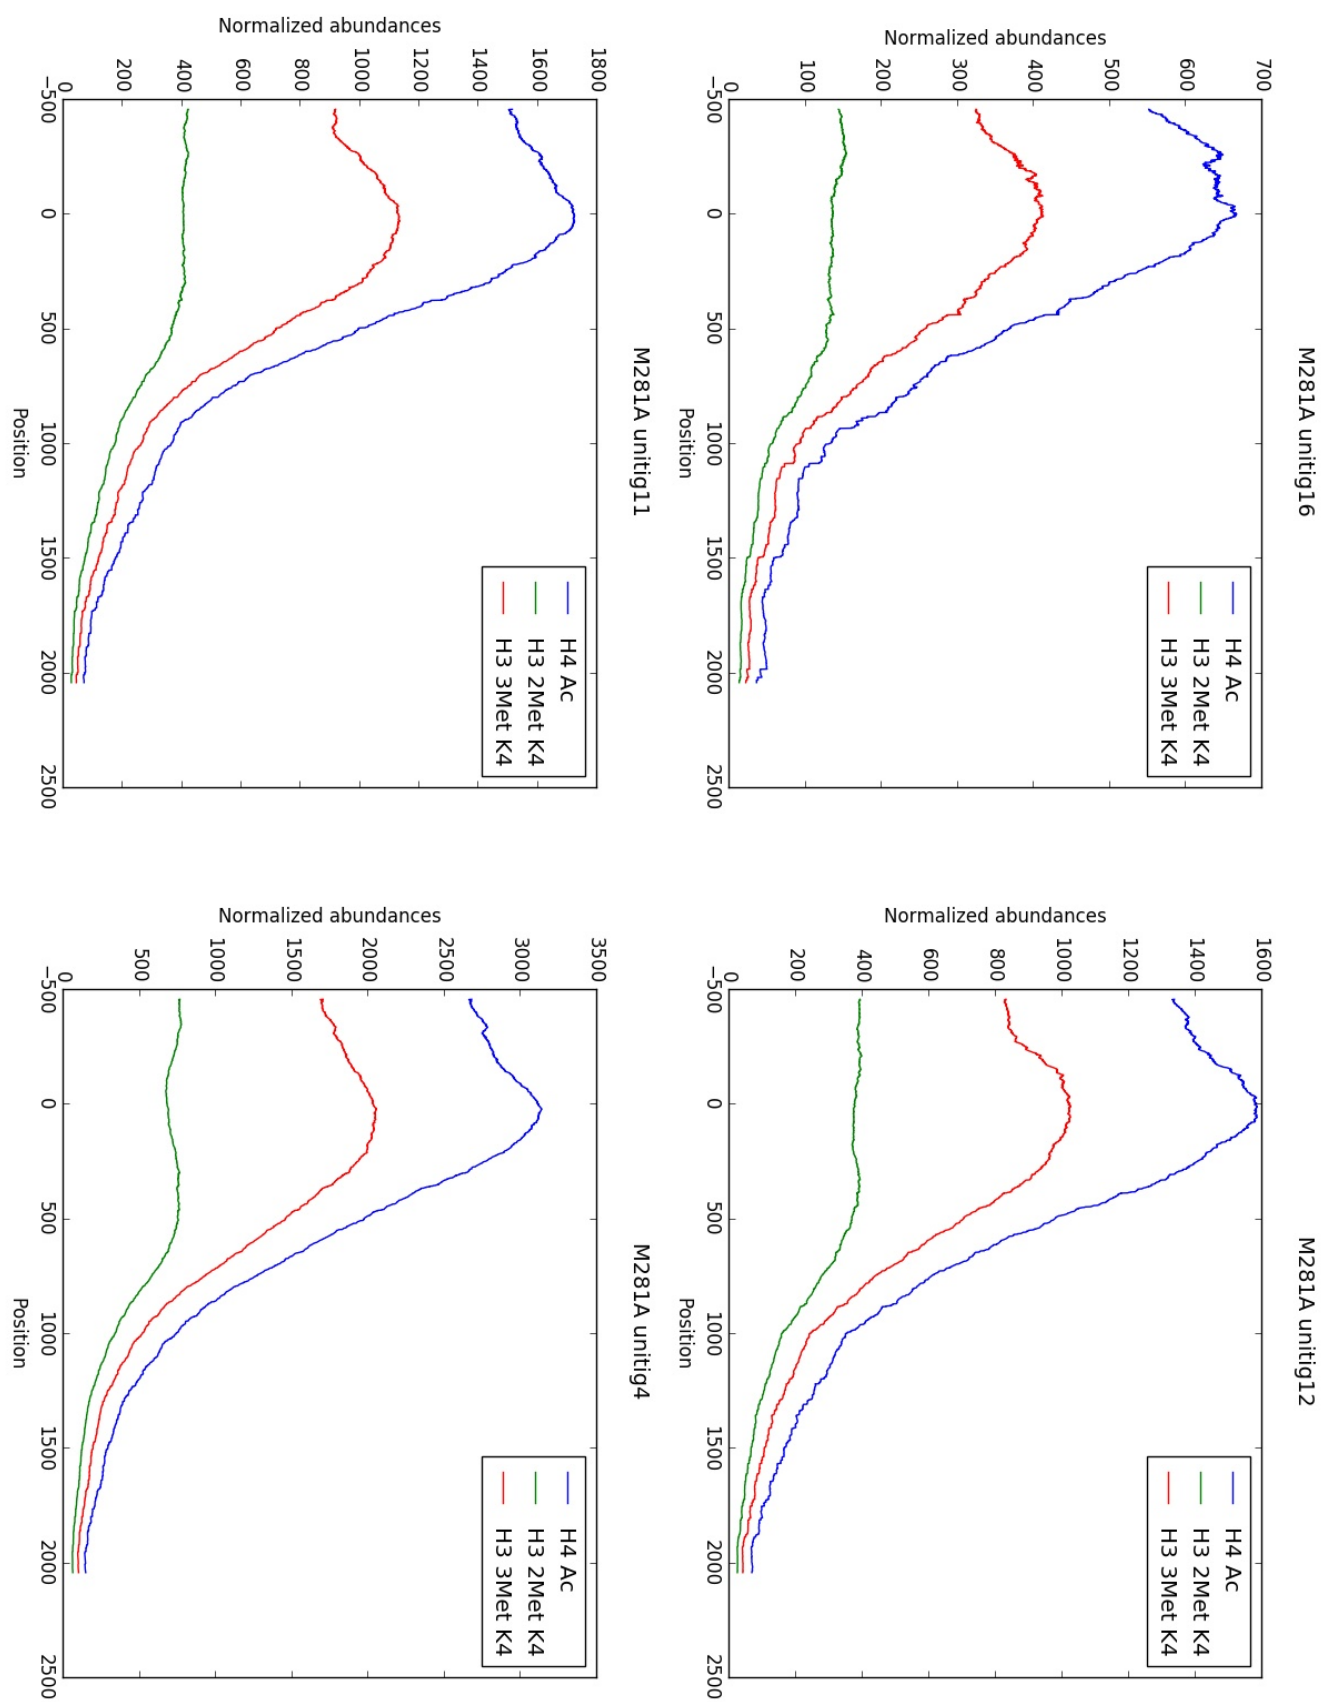 M281A unitig16
Normalized abundances
700
600
500
400
300
200
100
0
−500
0
500
1000
1500
2000
2500
Position
H4 Ac
H3 2Met K4
H3 3Met K4
M281A unitig12
Normalized abundances
1600
1400
1200
1000
800
600
400
200
0
−500
0
500
1000
1500
2000
2500
Position
H4 Ac
H3 2Met K4
H3 3Met K4
M281A unitig11
Normalized abundances
1800
1600
1400
1200
1000
800
600
400
200
0
−500
0
500
1000
1500
2000
2500
Position
H4 Ac
H3 2Met K4
H3 3Met K4
M281A unitig4
Normalized abundances
3500
3000
2500
2000
1500
1000
500
0
−500
0
500
1000
1500
2000
2500
Position
H4 Ac
H3 2Met K4
H3 3Met K4